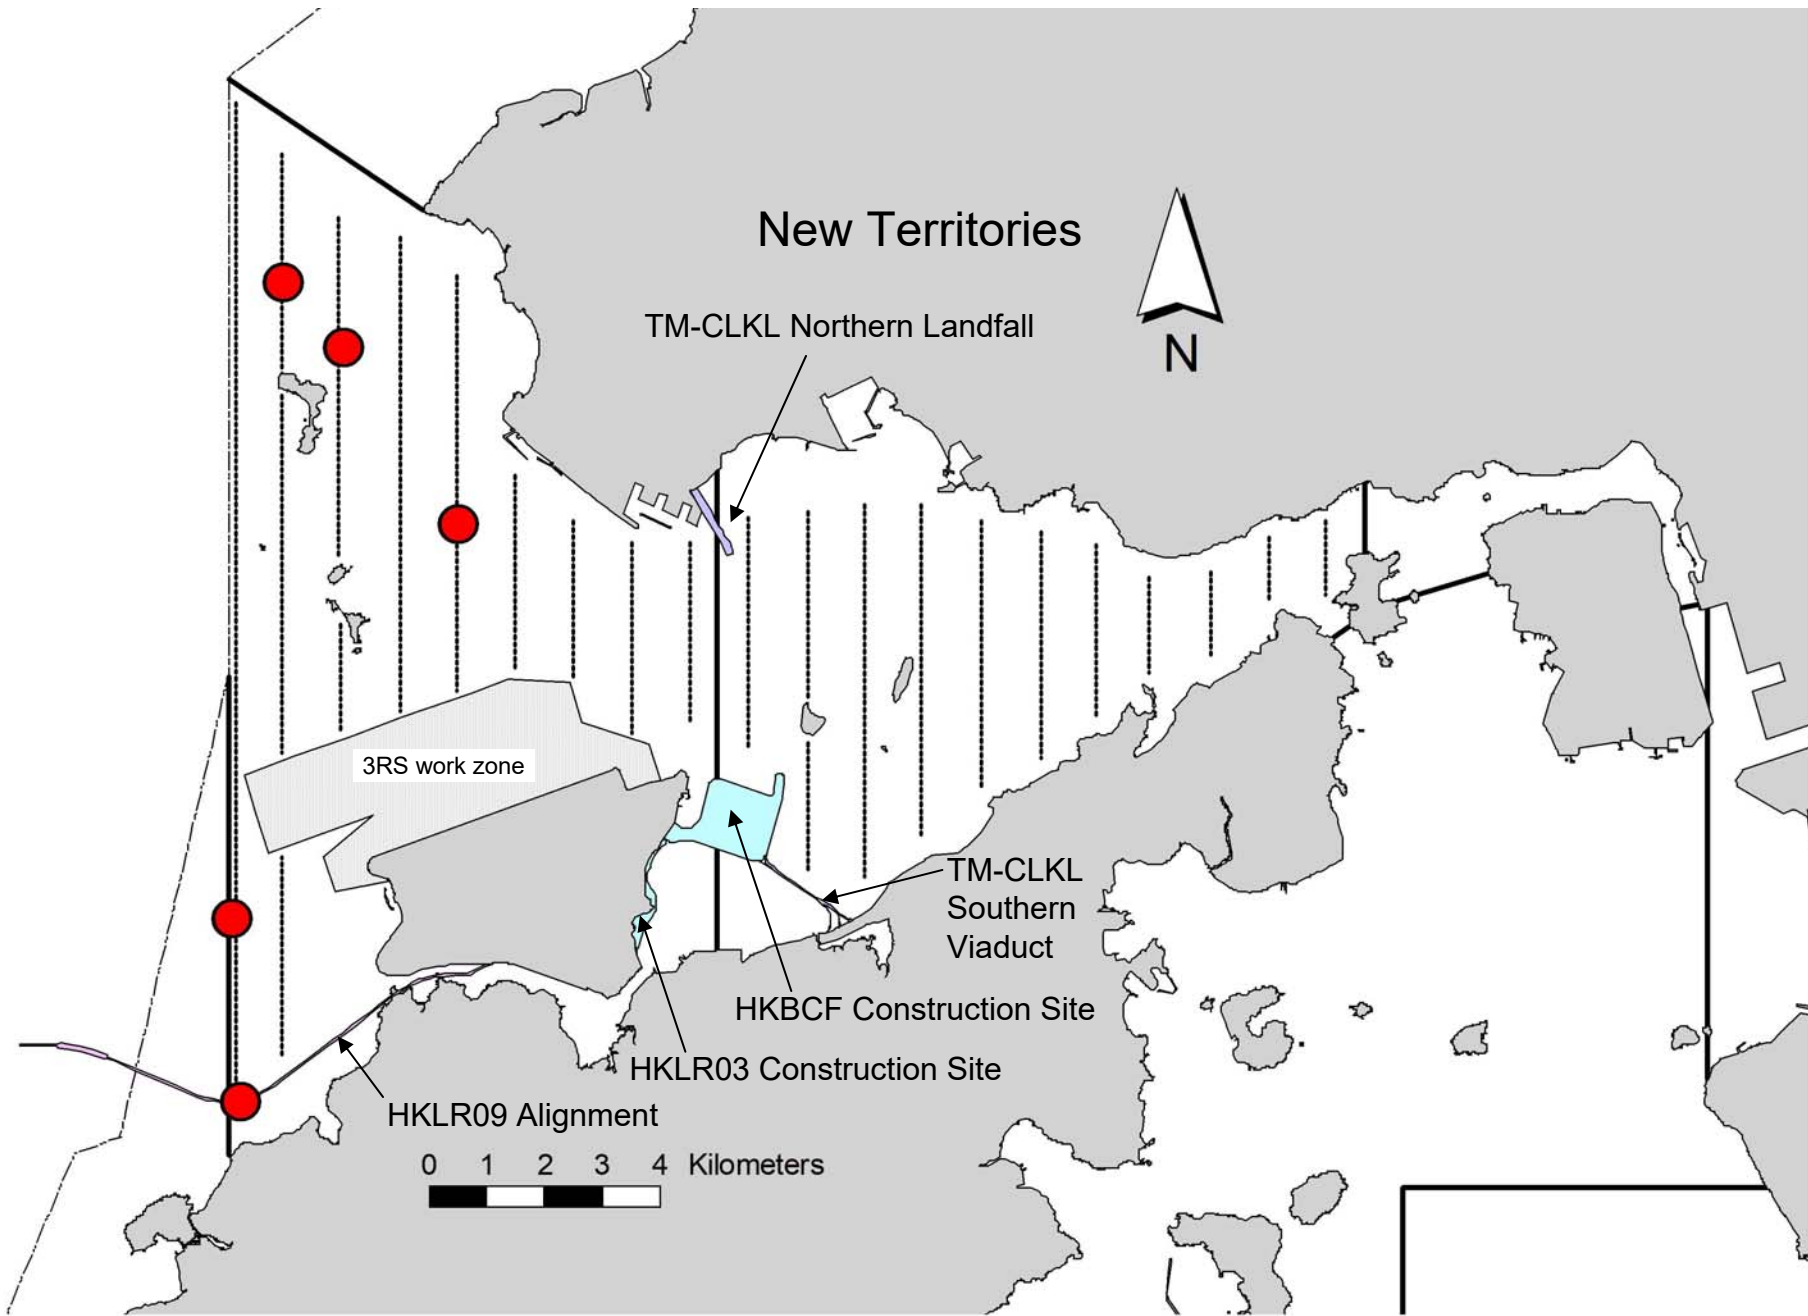 New Territories
TM-CLKL Northern Landfall
N
3RS work zone
TM-CLKL
Southern
Viaduct
HKBCF Construction Site
HKLR03 Construction Site
HKLR09 Alignment
0 1 2 3 4 Kilometers